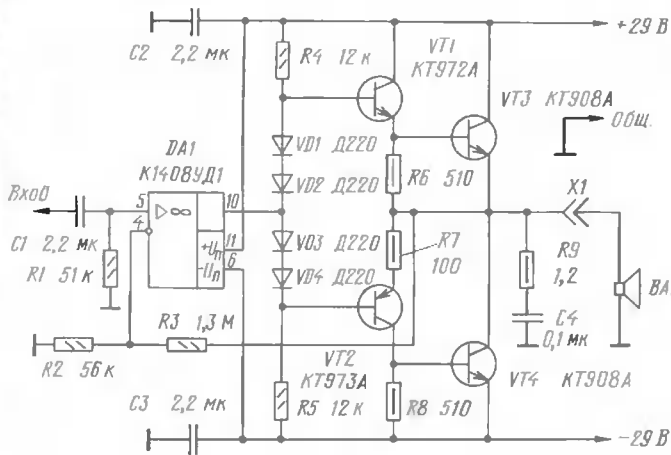 +29 В
C2 2,2 мк
R4 12 к
VT1
КТ972А
VT3 КТ908А
Общ.
DA1
К1408УД1
VD1 Д220
VD2 Д220
R6 510
Вход
5
4
10
11
6
+Uп
-Uп
C1 2,2 мк
R1 51 к
VD3 Д220
VD4 Д220
R7
100
X1
R9
1,2
BA
C4
0,1 мк
R3 1,3 М
R2 56 к
VT2
КТ973А
VT4 КТ908А
C3 2,2 мк
R5 12 к
R8 510
−29 В